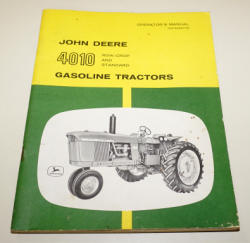 OPERATOR'S MANUAL
JOHN DEERE
4010 ROW-CROP AND STANDARD
GASOLINE TRACTORS